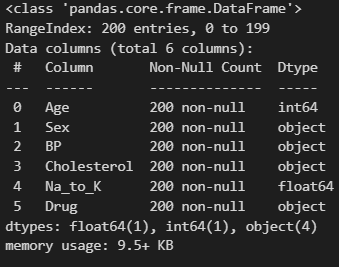 <class 'pandas.core.frame.DataFrame'>
RangeIndex: 200 entries, 0 to 199
Data columns (total 6 columns):
 #   Column       Non-Null Count  Dtype
---  ------       --------------  -----
 0   Age          200 non-null    int64
 1   Sex          200 non-null    object
 2   BP           200 non-null    object
 3   Cholesterol  200 non-null    object
 4   Na_to_K      200 non-null    float64
 5   Drug         200 non-null    object
dtypes: float64(1), int64(1), object(4)
memory usage: 9.5+ KB